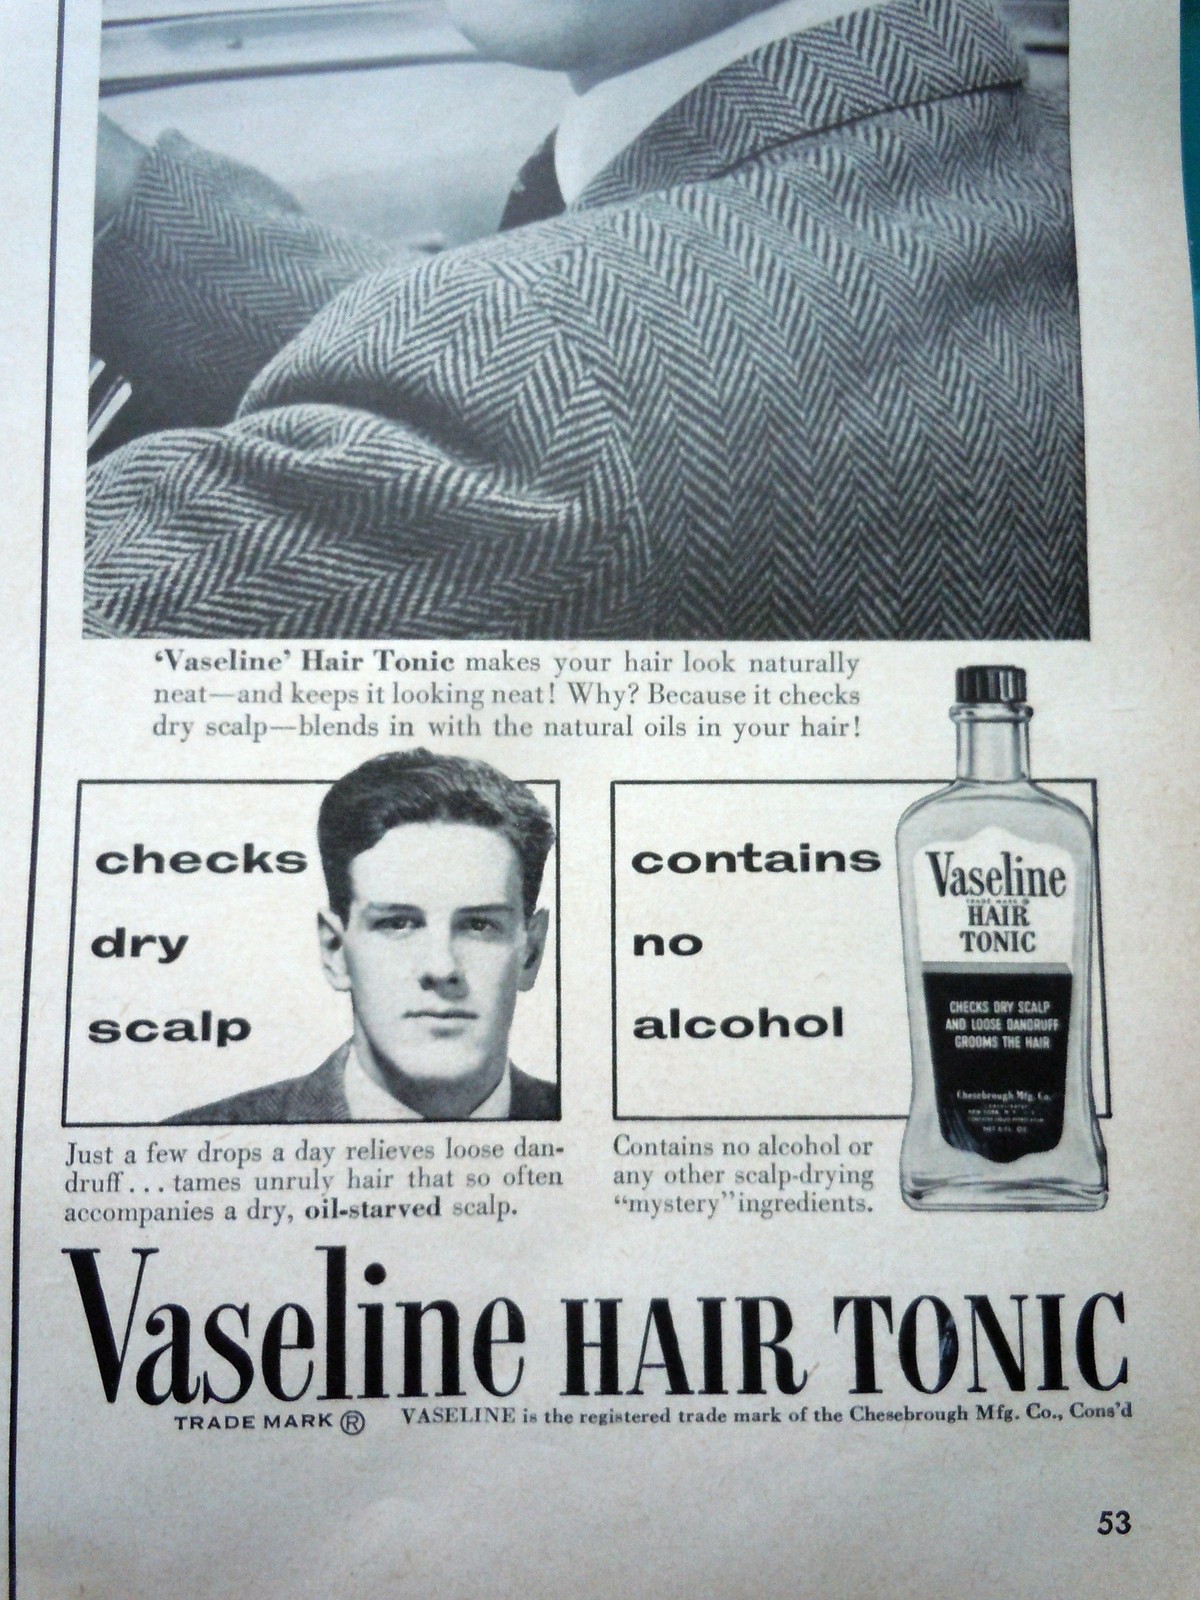 ‘Vaseline’ Hair Tonic makes your hair look naturally
neat—and keeps it looking neat! Why? Because it checks
dry scalp—blends in with the natural oils in your hair!
checks
dry
scalp
Just a few drops a day relieves loose dan-
druff... tames unruly hair that so often
accompanies a dry, oil-starved scalp.
contains
no
alcohol
Contains no alcohol or
any other scalp-drying
“mystery” ingredients.
Vaseline
TRADE MARK ®
HAIR
TONIC
CHECKS DRY SCALP
AND LOOSE DANDRUFF
GROOMS THE HAIR
Chesebrough Mfg. Co.
Vaseline HAIR TONIC
TRADE MARK ® VASELINE is the registered trade mark of the Chesebrough Mfg. Co., Cons'd
53